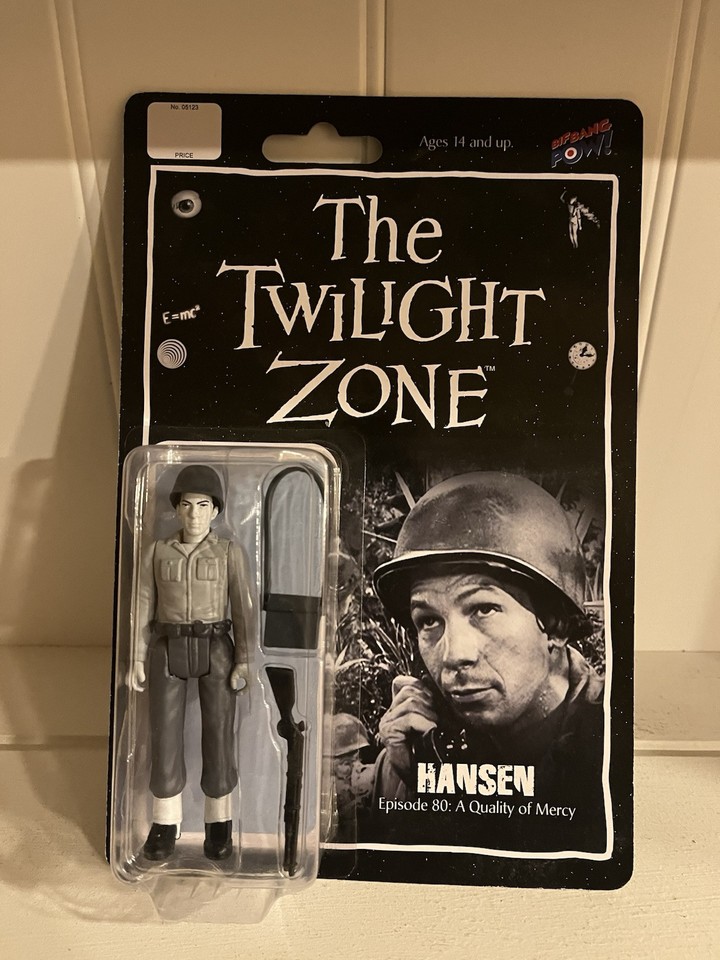 No. 05123
PRICE
Ages 14 and up.
BIF BANG
POW!
The
TWILIGHT
ZONE™
E=mc²
HANSEN
Episode 80: A Quality of Mercy